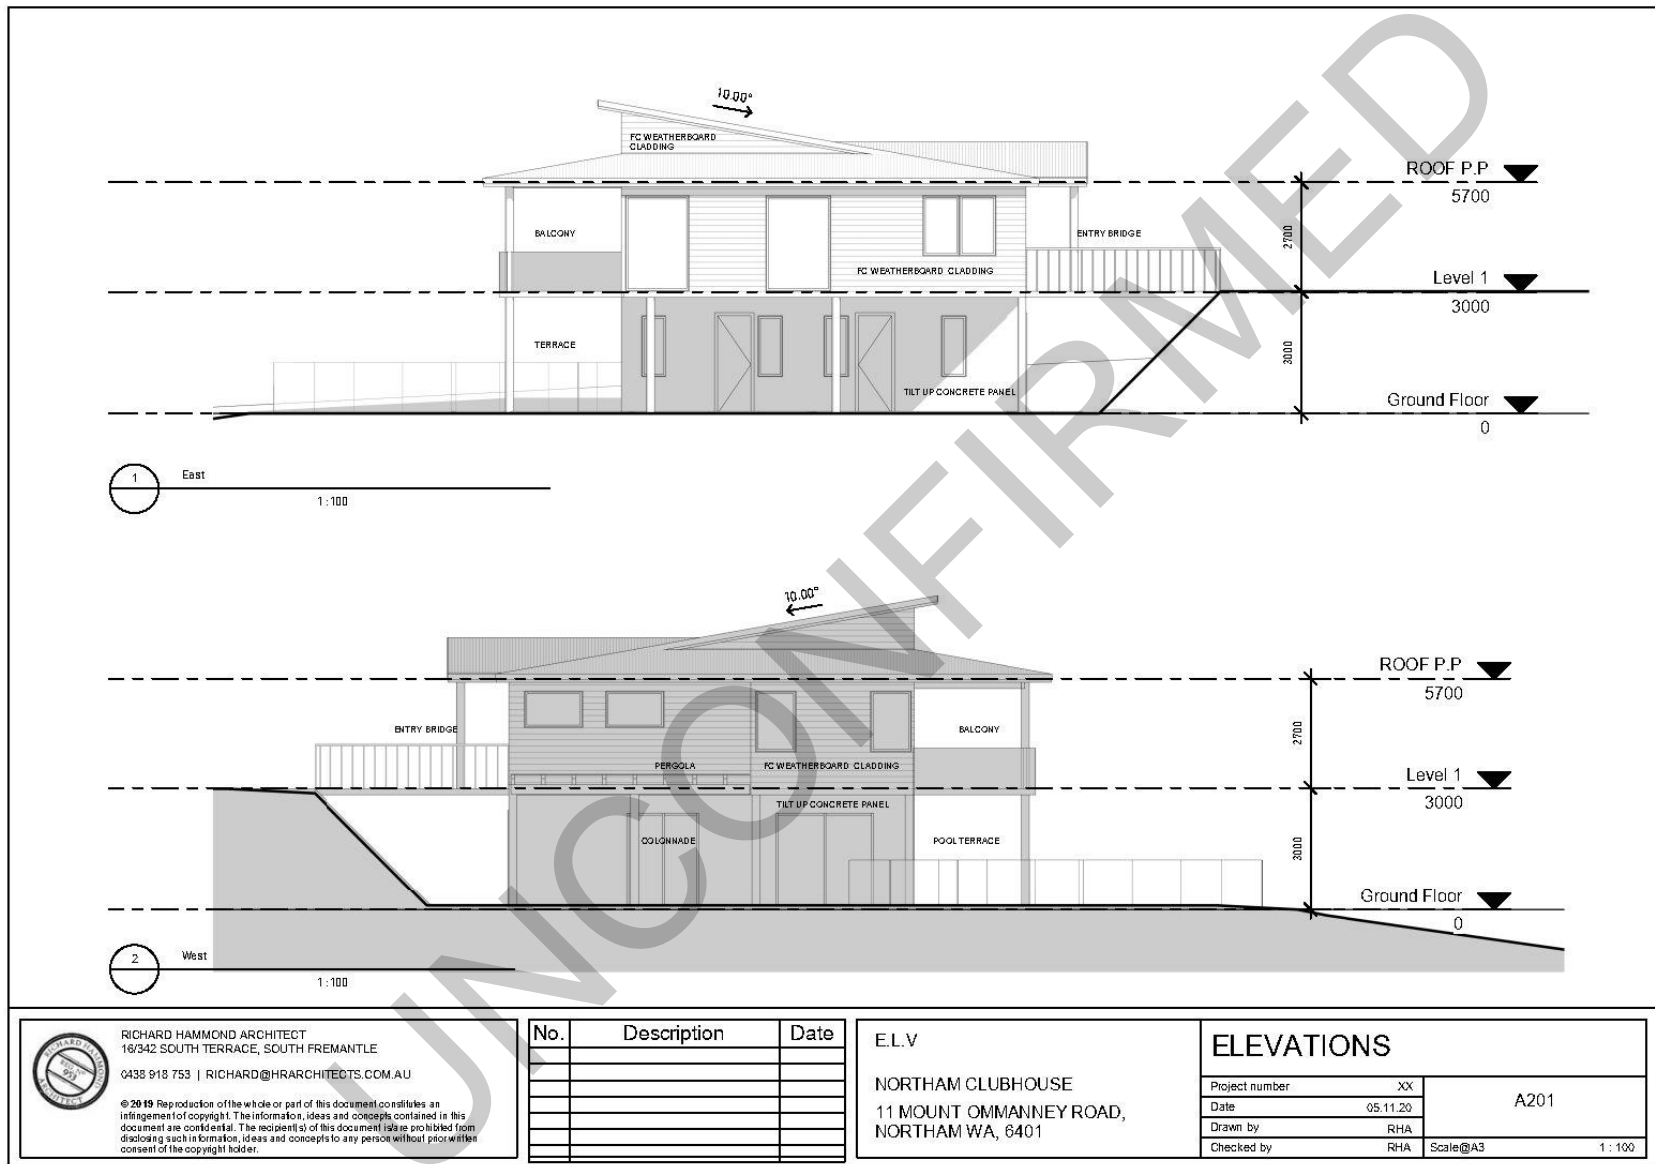 10.00°
FC WEATHERBOARD
CLADDING
ROOF P.P
5700
BALCONY
ENTRY BRIDGE
2700
FC WEATHERBOARD CLADDING
Level 1
3000
TERRACE
3000
TILT UP CONCRETE PANEL
Ground Floor
0
1
East
1 : 100
10.00°
ROOF P.P
5700
ENTRY BRIDGE
BALCONY
2700
PERGOLA
FC WEATHERBOARD CLADDING
Level 1
3000
TILT UP CONCRETE PANEL
COLONNADE
POOL TERRACE
3000
Ground Floor
0
2
West
1 : 100
UNCONFIRMED
RICHARD HAMMOND
REG No
953
ARCHITECT
RICHARD HAMMOND ARCHITECT
16/342 SOUTH TERRACE, SOUTH FREMANTLE
0438 918 753 | RICHARD@HRARCHITECTS.COM.AU
© 2019 Reproduction of the whole or part of this document constitutes an
infringement of copyright. The information, ideas and concepts contained in this
document are confidential. The recipient(s) of this document is/are prohibited from
disclosing such information, ideas and concepts to any person without prior written
consent of the copyright holder.
No. Description Date
E.L.V
NORTHAM CLUBHOUSE
11 MOUNT OMMANNEY ROAD,
NORTHAM WA, 6401
ELEVATIONS
Project number XX
Date 05.11.20
Drawn by RHA
Checked by RHA
A201
Scale@A3 1 : 100